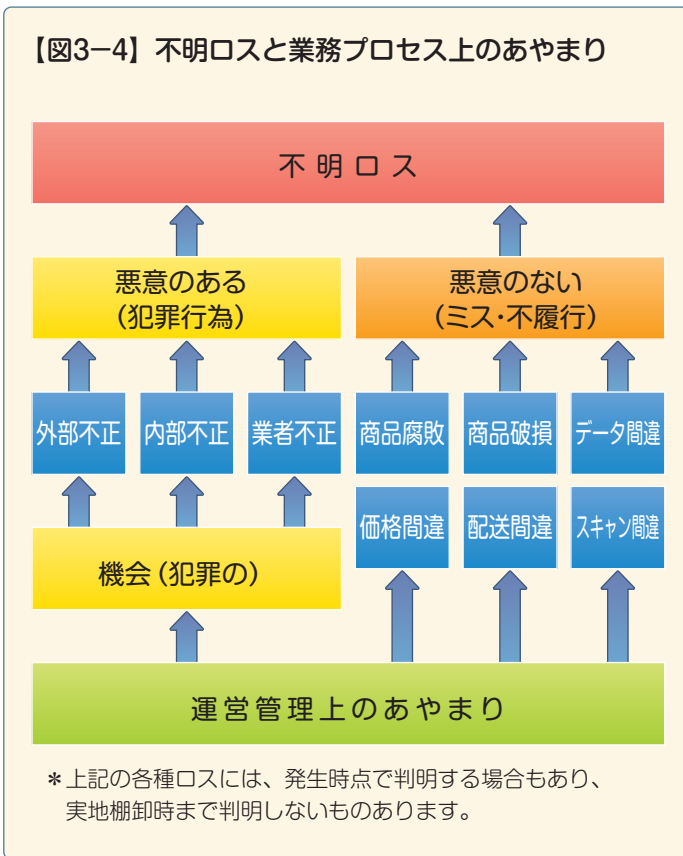 【図3−4】不明ロスと業務プロセス上のあやまり
不明ロス
悪意のある
(犯罪行為)
悪意のない
(ミス・不履行)
外部不正
内部不正
業者不正
商品腐敗
商品破損
データ間違
価格間違
配送間違
スキャン間違
機会(犯罪の)
運営管理上のあやまり
*上記の各種ロスには、発生時点で判明する場合もあり、
実地棚卸時まで判明しないものあります。